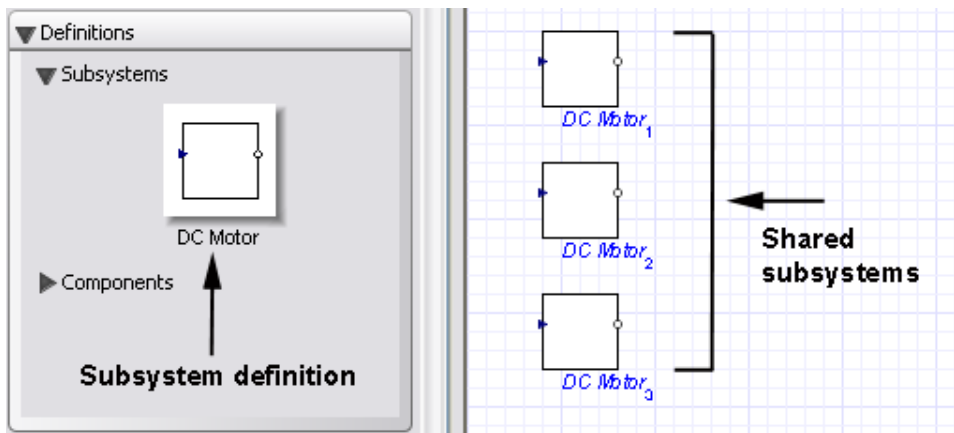 Definitions
Subsystems
DC Motor
Components
Subsystem definition
DC Motor1
DC Motor2
DC Motor3
Shared
subsystems